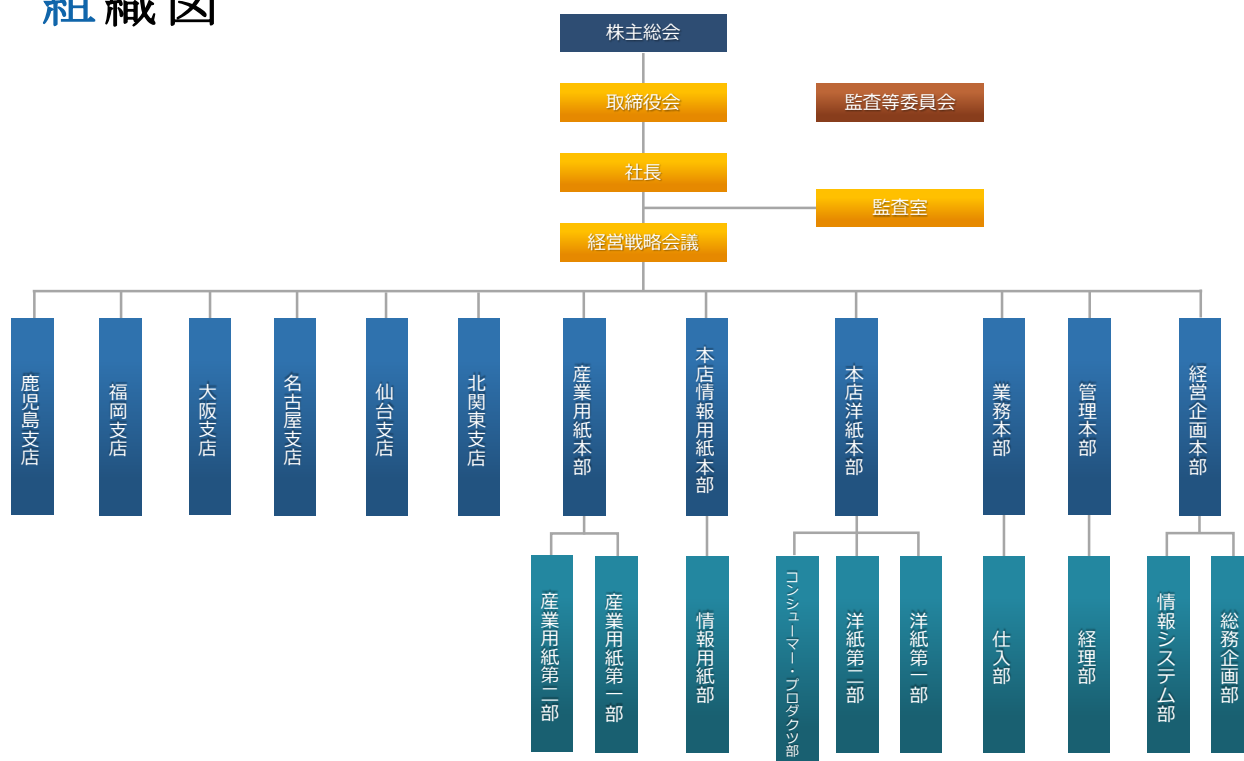 組織図
株主総会
取締役会
監査等委員会
社長
監査室
経営戦略会議
鹿児島支店
福岡支店
大阪支店
名古屋支店
仙台支店
北関東支店
産業用紙本部
本店情報用紙本部
本店洋紙本部
業務本部
管理本部
経営企画本部
産業用紙第二部
産業用紙第一部
情報用紙部
コンシューマー・プロダクツ部
洋紙第二部
洋紙第一部
仕入部
経理部
情報システム部
総務企画部